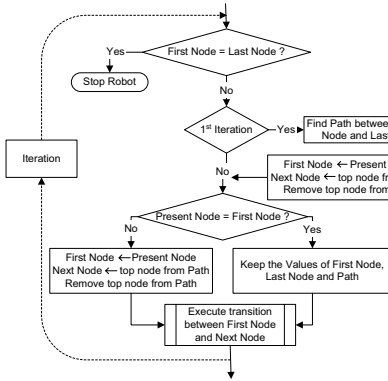 First Node = Last Node ?
Yes
Stop Robot
No
1st Iteration
Yes
Find Path betwee
Node and Last
Iteration
No
First Node ← Present
Next Node ← top node fr
Remove top node from
Present Node = First Node ?
No
Yes
First Node ←Present Node
Next Node ← top node from Path
Remove top node from Path
Keep the Values of First Node,
Last Node and Path
Execute transition
between First Node
and Next Node